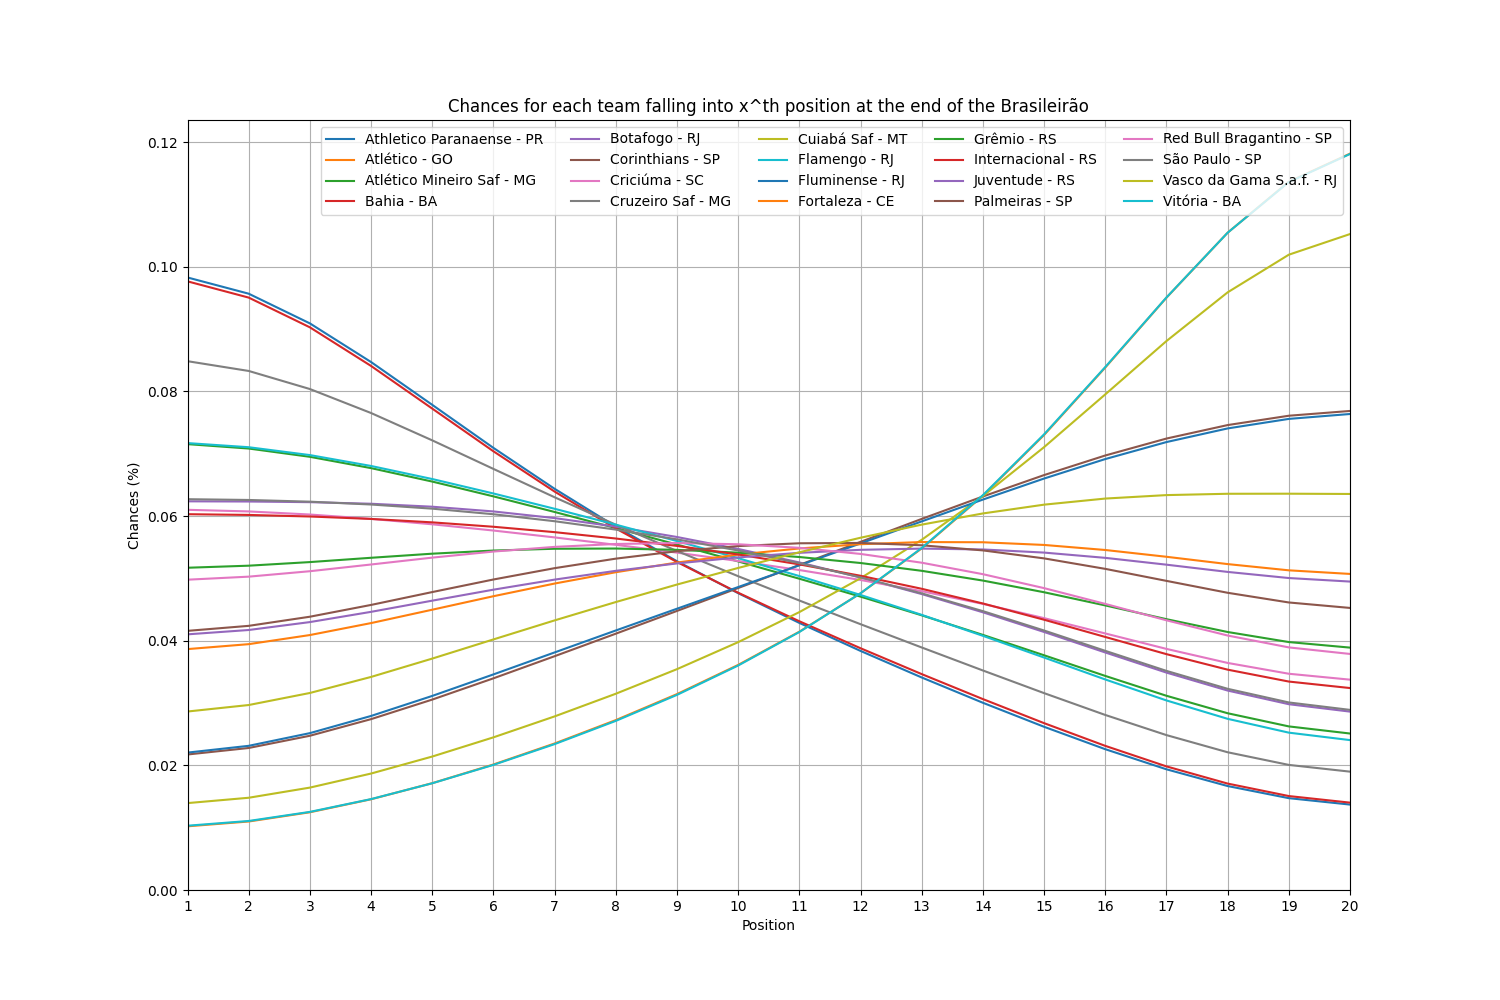 Chances for each team falling into x^th position at the end of the Brasileirão
Athletico Paranaense - PR
Atlético - GO
Atlético Mineiro Saf - MG
Bahia - BA
Botafogo - RJ
Corinthians - SP
Criciúma - SC
Cruzeiro Saf - MG
Cuiabá Saf - MT
Flamengo - RJ
Fluminense - RJ
Fortaleza - CE
Grêmio - RS
Internacional - RS
Juventude - RS
Palmeiras - SP
Red Bull Bragantino - SP
São Paulo - SP
Vasco da Gama S.a.f. - RJ
Vitória - BA
Chances (%)
0.12
0.10
0.08
0.06
0.04
0.02
0.00
1 2 3 4 5 6 7 8 9 10 11 12 13 14 15 16 17 18 19 20
Position